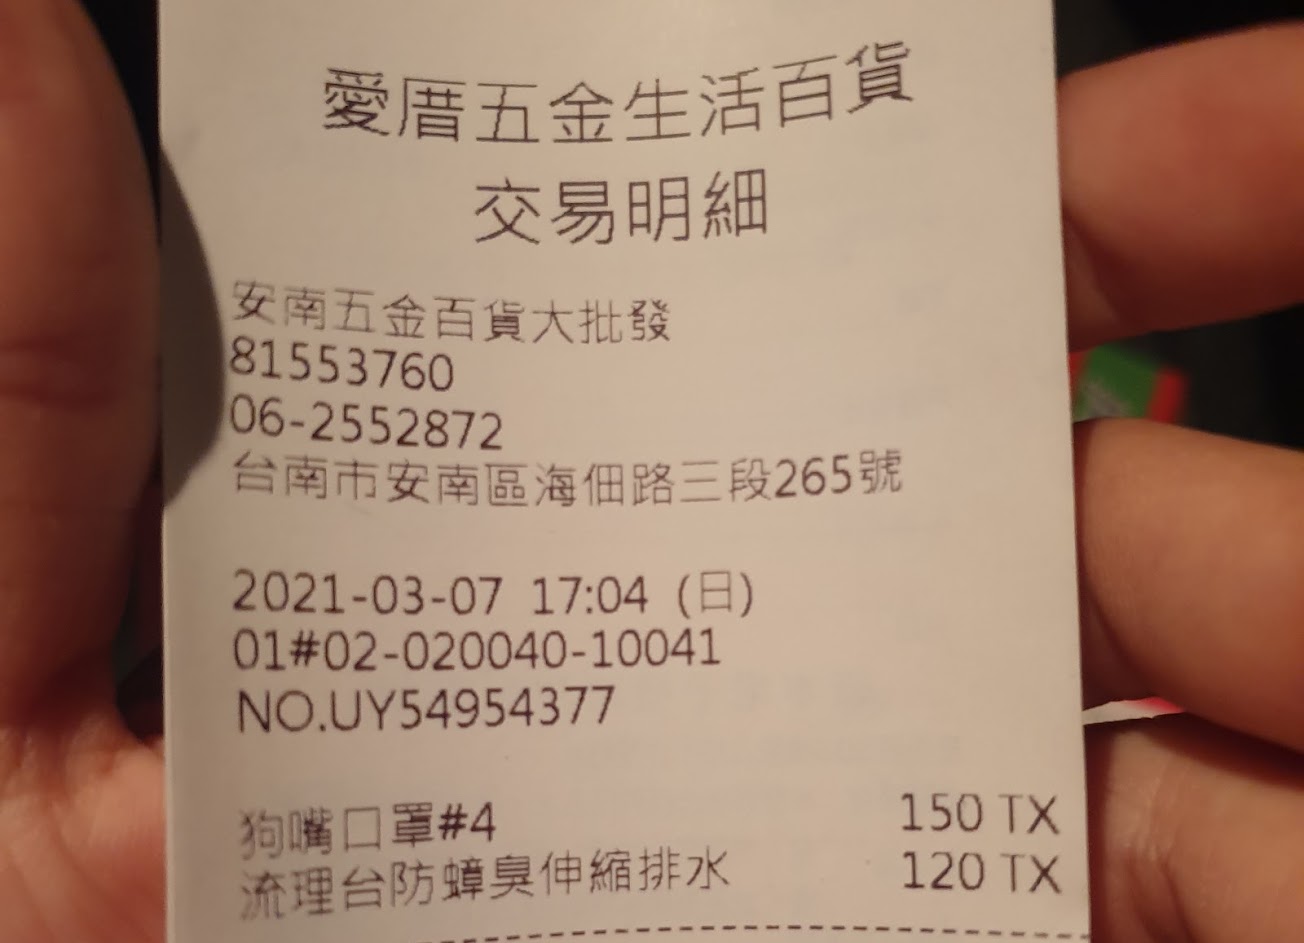 愛厝五金生活百貨
交易明細
安南五金百貨大批發
81553760
06-2552872
台南市安南區海佃路三段265號
2021-03-07 17:04 (日)
01#02-020040-10041
NO.UY54954377
狗嘴口罩#4 150 TX
流理台防蟑臭伸縮排水 120 TX